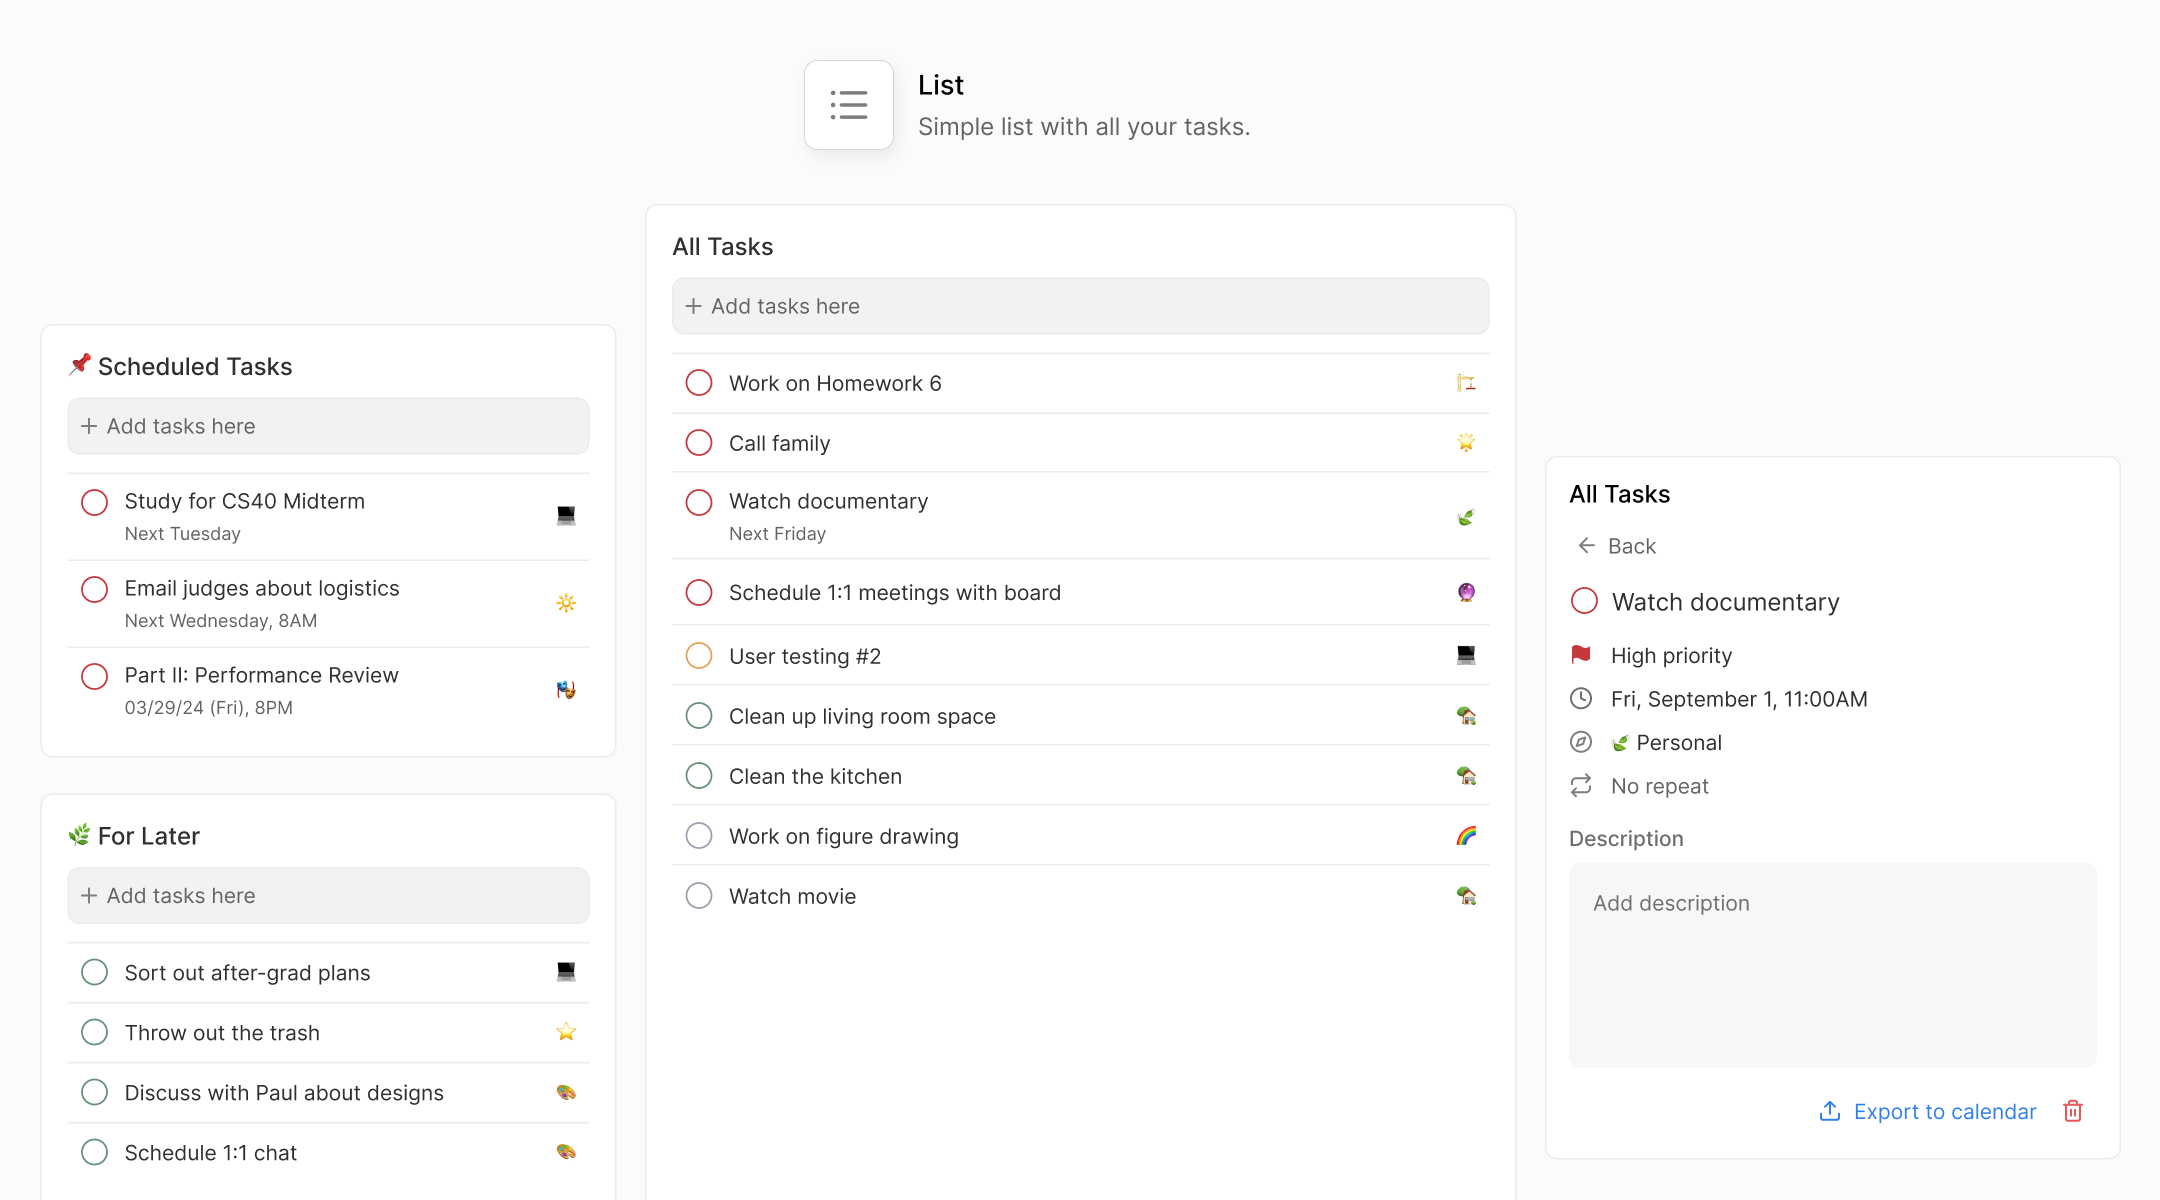 List
Simple list with all your tasks.
📌 Scheduled Tasks
+ Add tasks here
Study for CS40 Midterm
Next Tuesday
Email judges about logistics
Next Wednesday, 8AM
Part II: Performance Review
03/29/24 (Fri), 8PM
🌿 For Later
+ Add tasks here
Sort out after-grad plans
Throw out the trash
Discuss with Paul about designs
Schedule 1:1 chat
All Tasks
+ Add tasks here
Work on Homework 6
Call family
Watch documentary
Next Friday
Schedule 1:1 meetings with board
User testing #2
Clean up living room space
Clean the kitchen
Work on figure drawing
Watch movie
All Tasks
← Back
Watch documentary
High priority
Fri, September 1, 11:00AM
Personal
No repeat
Description
Add description
Export to calendar